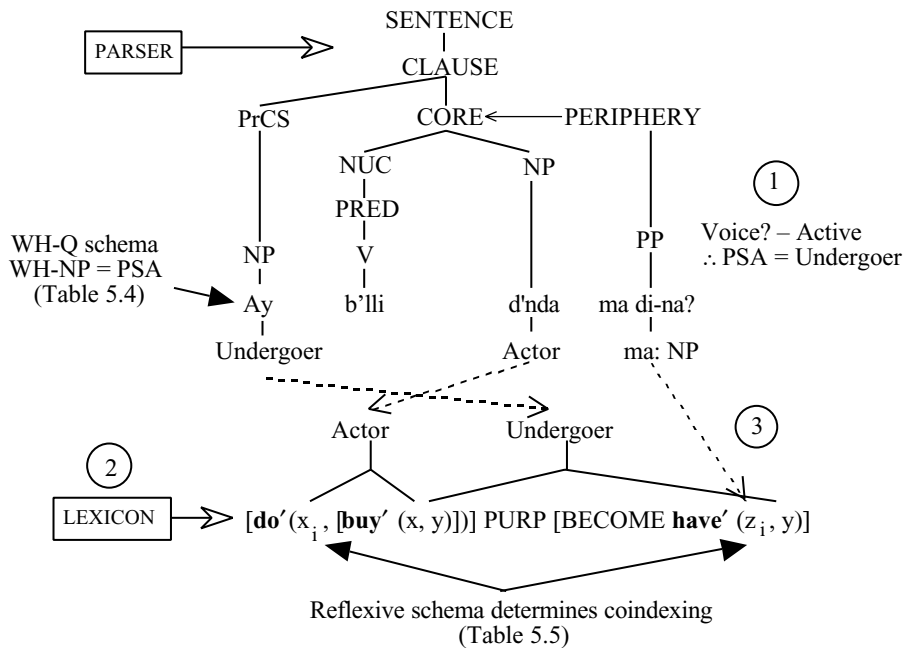 SENTENCE
PARSER
CLAUSE
PrCS CORE PERIPHERY
NUC NP
1
PRED
WH-Q schema
WH-NP = PSA
(Table 5.4)
NP V PP
Voice? – Active
∴ PSA = Undergoer
Ay b'lli d'nda ma di-na?
Undergoer Actor ma: NP
Actor Undergoer
3
2
LEXICON
[do′(x i , [buy′ (x, y)])] PURP [BECOME have′ (z i , y)]
Reflexive schema determines coindexing
(Table 5.5)